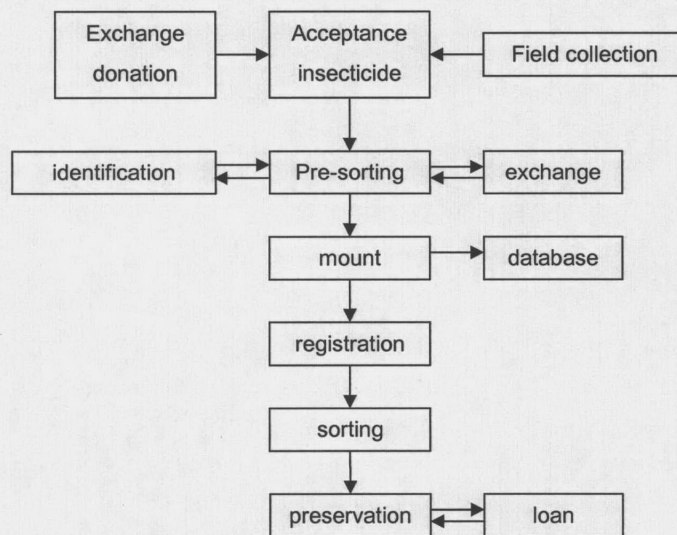 Exchange
donation
Acceptance
insecticide
Field collection
identification
Pre-sorting
exchange
mount
database
registration
sorting
preservation
loan